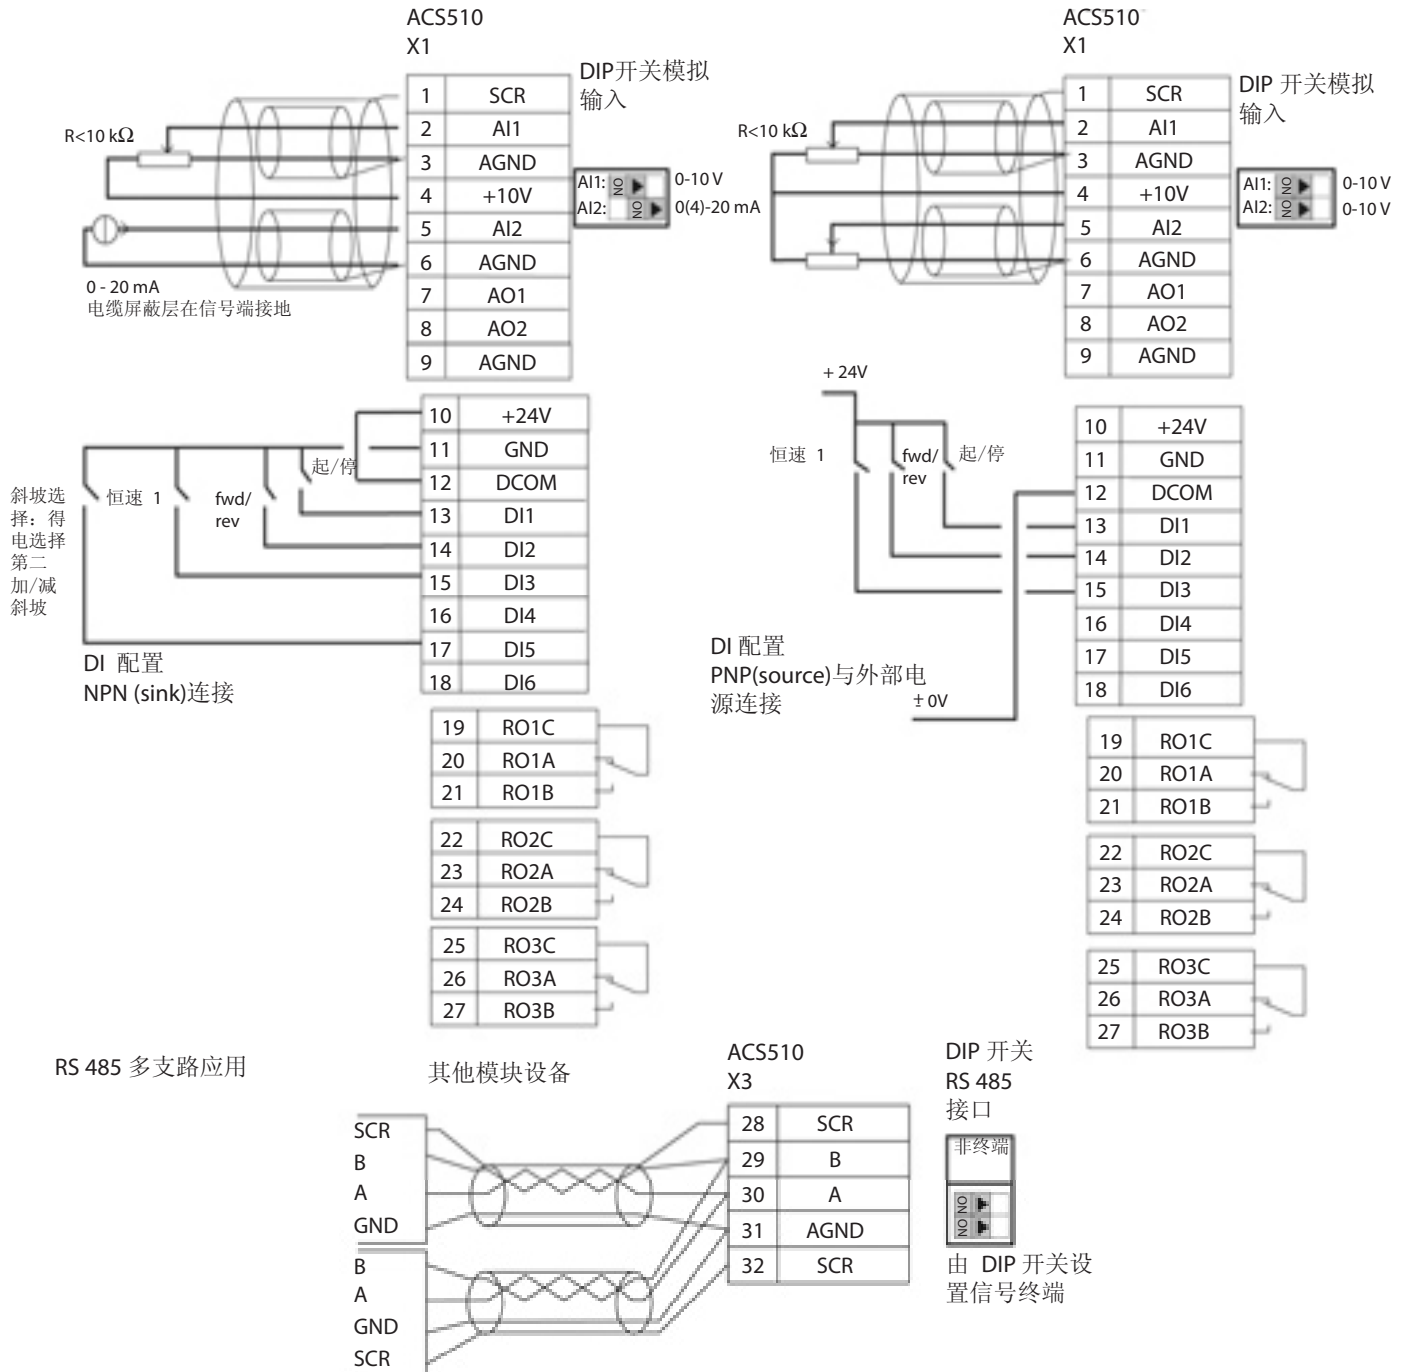 ACS510
X1
DIP开关模拟
输入
1 SCR
2 AI1
3 AGND
4 +10V
5 AI2
6 AGND
7 AO1
8 AO2
9 AGND
R<10 kΩ
AI1: ON 0-10 V
AI2: ON 0(4)-20 mA
0 - 20 mA
电缆屏蔽层在信号端接地
10 +24V
11 GND
12 DCOM
13 DI1
14 DI2
15 DI3
16 DI4
17 DI5
18 DI6
起/停
fwd/
rev
恒速 1
斜坡选
择：得
电选择
第二
加/减
斜坡
DI 配置
NPN (sink)连接
19 RO1C
20 RO1A
21 RO1B
22 RO2C
23 RO2A
24 RO2B
25 RO3C
26 RO3A
27 RO3B
ACS510
X1
DIP 开关模拟
输入
1 SCR
2 AI1
3 AGND
4 +10V
5 AI2
6 AGND
7 AO1
8 AO2
9 AGND
R<10 kΩ
AI1: ON 0-10 V
AI2: ON 0-10 V
+ 24V
恒速 1
fwd/
rev
起/停
10 +24V
11 GND
12 DCOM
13 DI1
14 DI2
15 DI3
16 DI4
17 DI5
18 DI6
DI 配置
PNP(source)与外部电
源连接
± 0V
19 RO1C
20 RO1A
21 RO1B
22 RO2C
23 RO2A
24 RO2B
25 RO3C
26 RO3A
27 RO3B
RS 485 多支路应用
其他模块设备
SCR
B
A
GND
B
A
GND
SCR
ACS510
X3
28 SCR
29 B
30 A
31 AGND
32 SCR
DIP 开关
RS 485
接口
非终端
ON ON
由 DIP 开关设
置信号终端